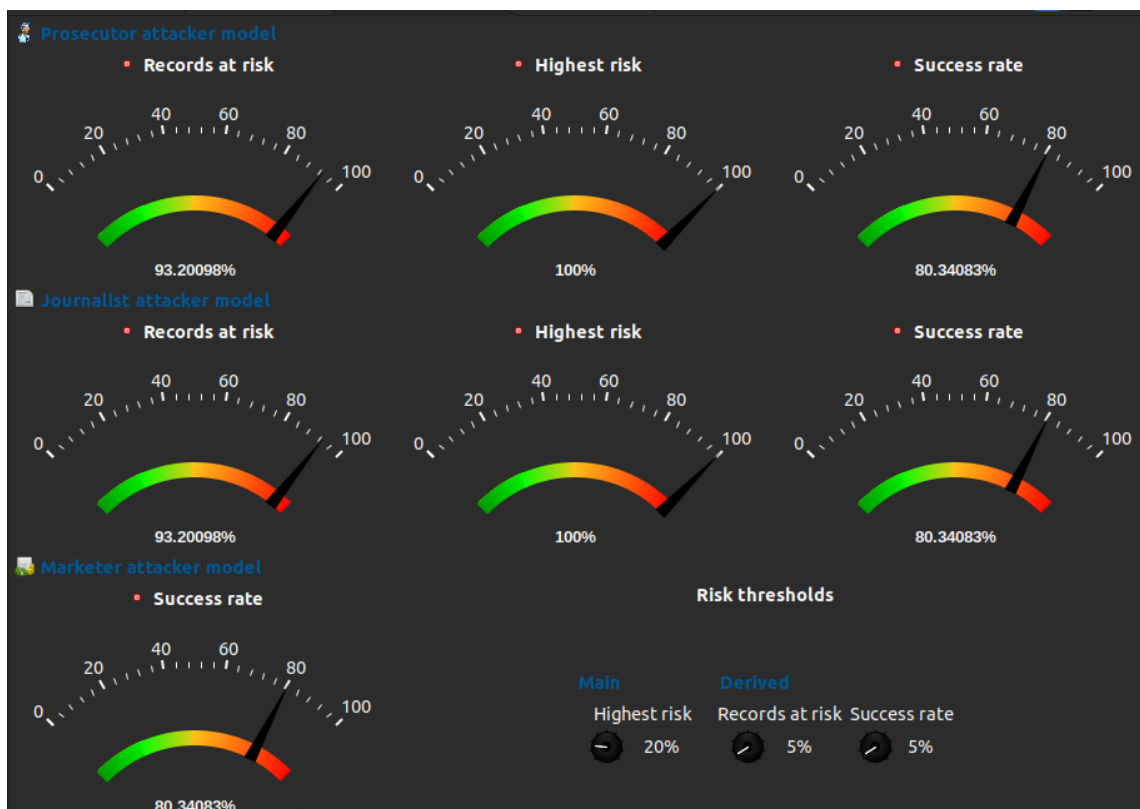 Prosecutor attacker model
Records at risk Highest risk Success rate
0 20 40 60 80 100 0 20 40 60 80 100 0 20 40 60 80 100
93.20098% 100% 80.34083%
Journalist attacker model
Records at risk Highest risk Success rate
0 20 40 60 80 100 0 20 40 60 80 100 0 20 40 60 80 100
93.20098% 100% 80.34083%
Marketer attacker model
Success rate Risk thresholds
0 20 40 60 80 100
Main Derived
Highest risk Records at risk Success rate
20% 5% 5%
80.34083%